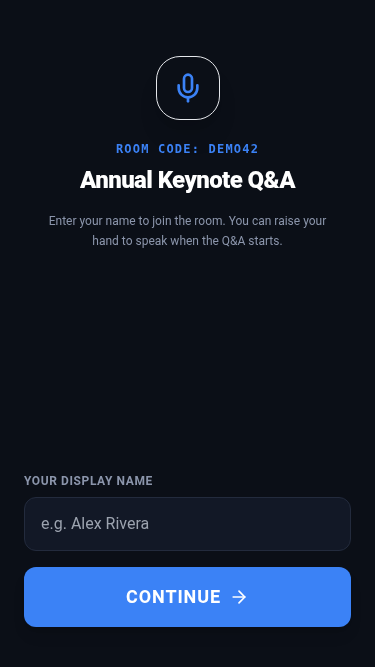 ROOM CODE: DEMO42
Annual Keynote Q&A
Enter your name to join the room. You can raise your
hand to speak when the Q&A starts.
YOUR DISPLAY NAME
e.g. Alex Rivera
CONTINUE →